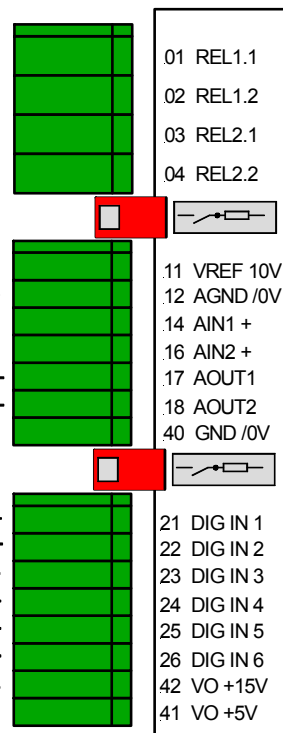 01 REL1.1
02 REL1.2
03 REL2.1
04 REL2.2
11 VREF 10V
12 AGND /0V
14 AIN1 +
16 AIN2 +
17 AOUT1
18 AOUT2
40 GND /0V
21 DIG IN 1
22 DIG IN 2
23 DIG IN 3
24 DIG IN 4
25 DIG IN 5
26 DIG IN 6
42 VO +15V
41 VO +5V